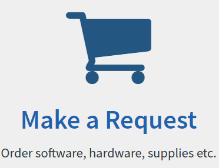 Make a Request
Order software, hardware, supplies etc.